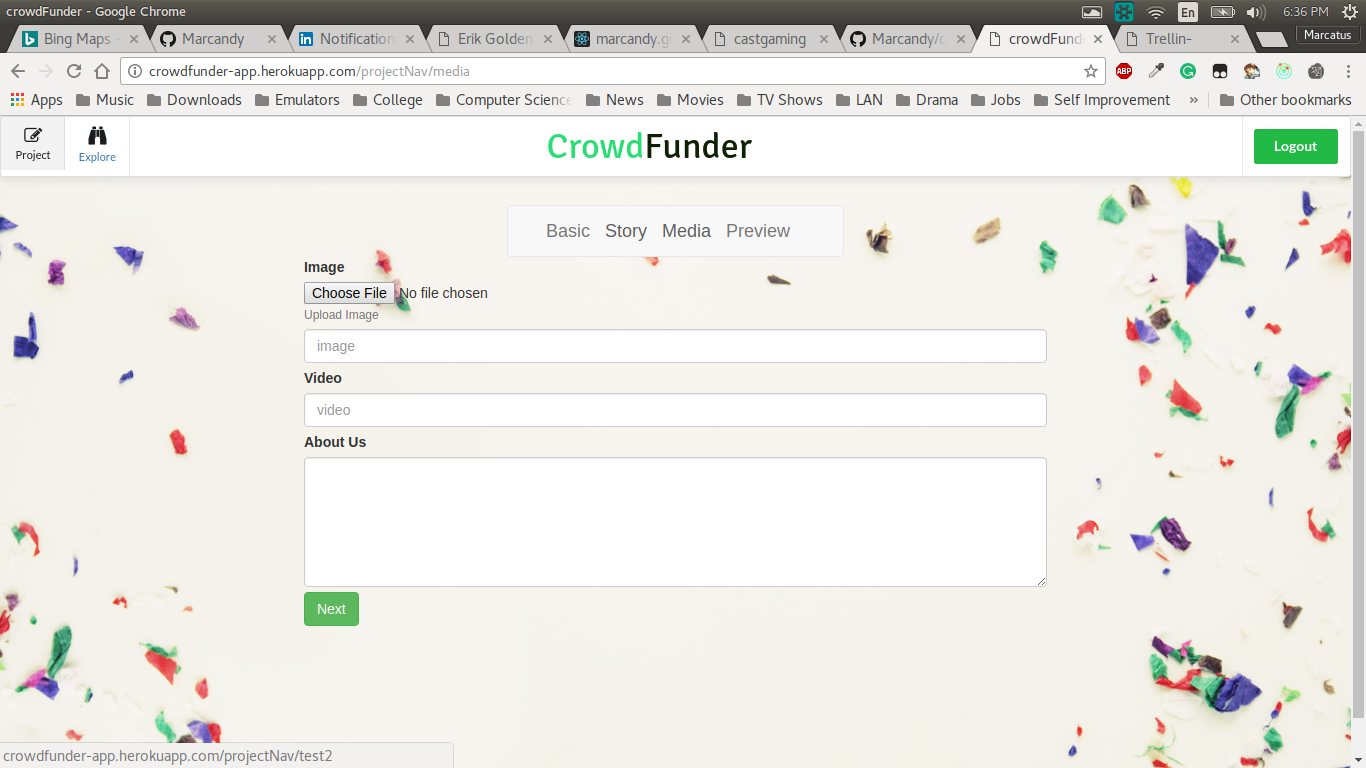 crowdFunder - Google Chrome
En
6:36 PM
Bing Maps -
Marcandy
Notification
Erik Golden
marcandy.gi
castgaming
Marcandy/c
crowdFunde
Trellin-
Marcatus
crowdfunder-app.herokuapp.com/projectNav/media
ABP
Apps
Music
Downloads
Emulators
College
Computer Science
News
Movies
TV Shows
LAN
Drama
Jobs
Self Improvement
»
Other bookmarks
Project
Explore
CrowdFunder
Logout
Basic Story Media Preview
Image
Choose File No file chosen
Upload Image
image
Video
video
About Us
Next
crowdfunder-app.herokuapp.com/projectNav/test2